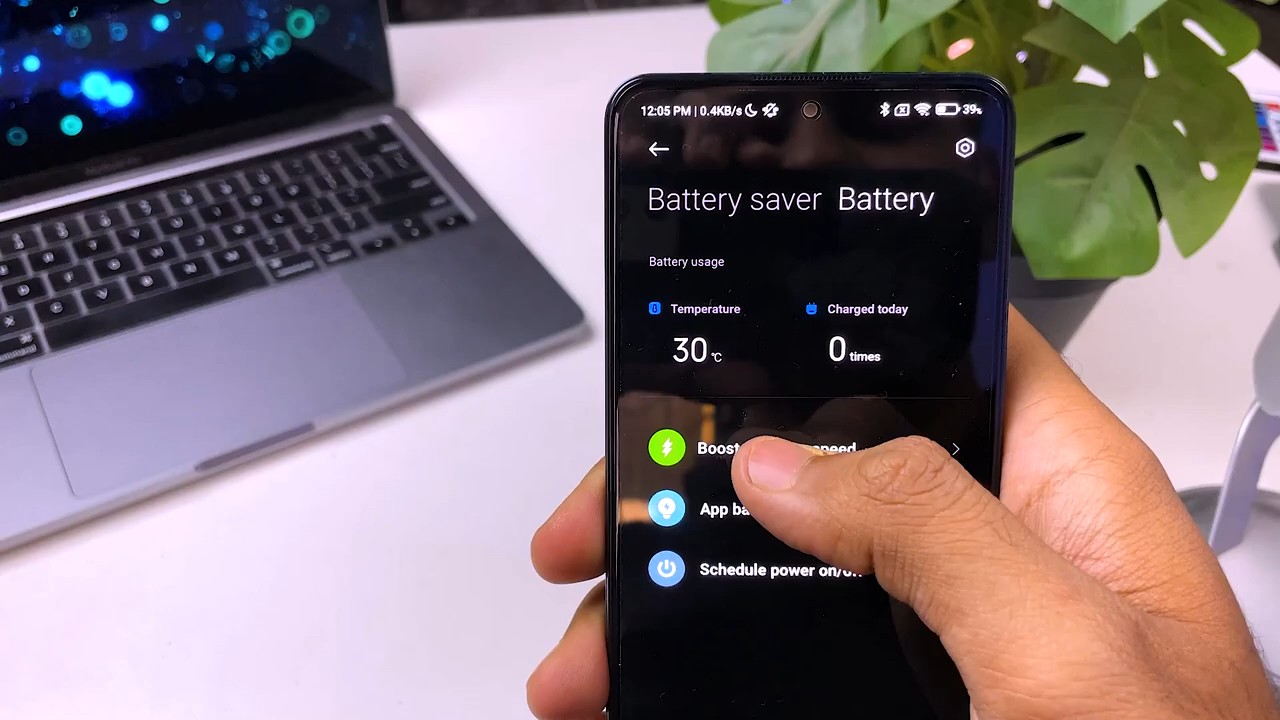 12:05 PM | 0.4KB/s 39%
Battery saver Battery
Battery usage
Temperature Charged today
30 °C 0 times
Boost
App
Schedule power